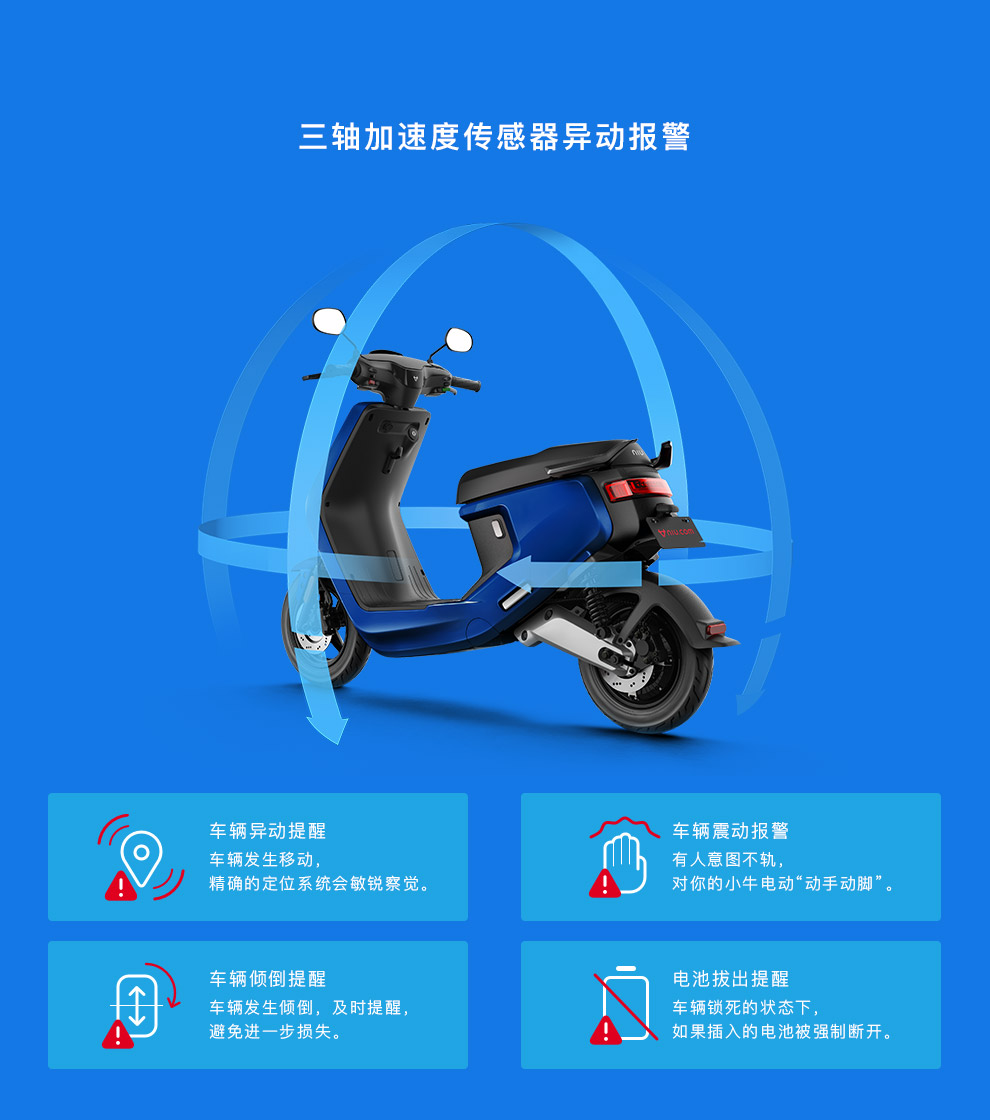 三轴加速度传感器异动报警
niu
niu.com
车辆异动提醒
车辆发生移动，
精确的定位系统会敏锐察觉。
车辆震动报警
有人意图不轨，
对你的小牛电动“动手动脚”。
车辆倾倒提醒
车辆发生倾倒，及时提醒，
避免进一步损失。
电池拔出提醒
车辆锁死的状态下，
如果插入的电池被强制断开。